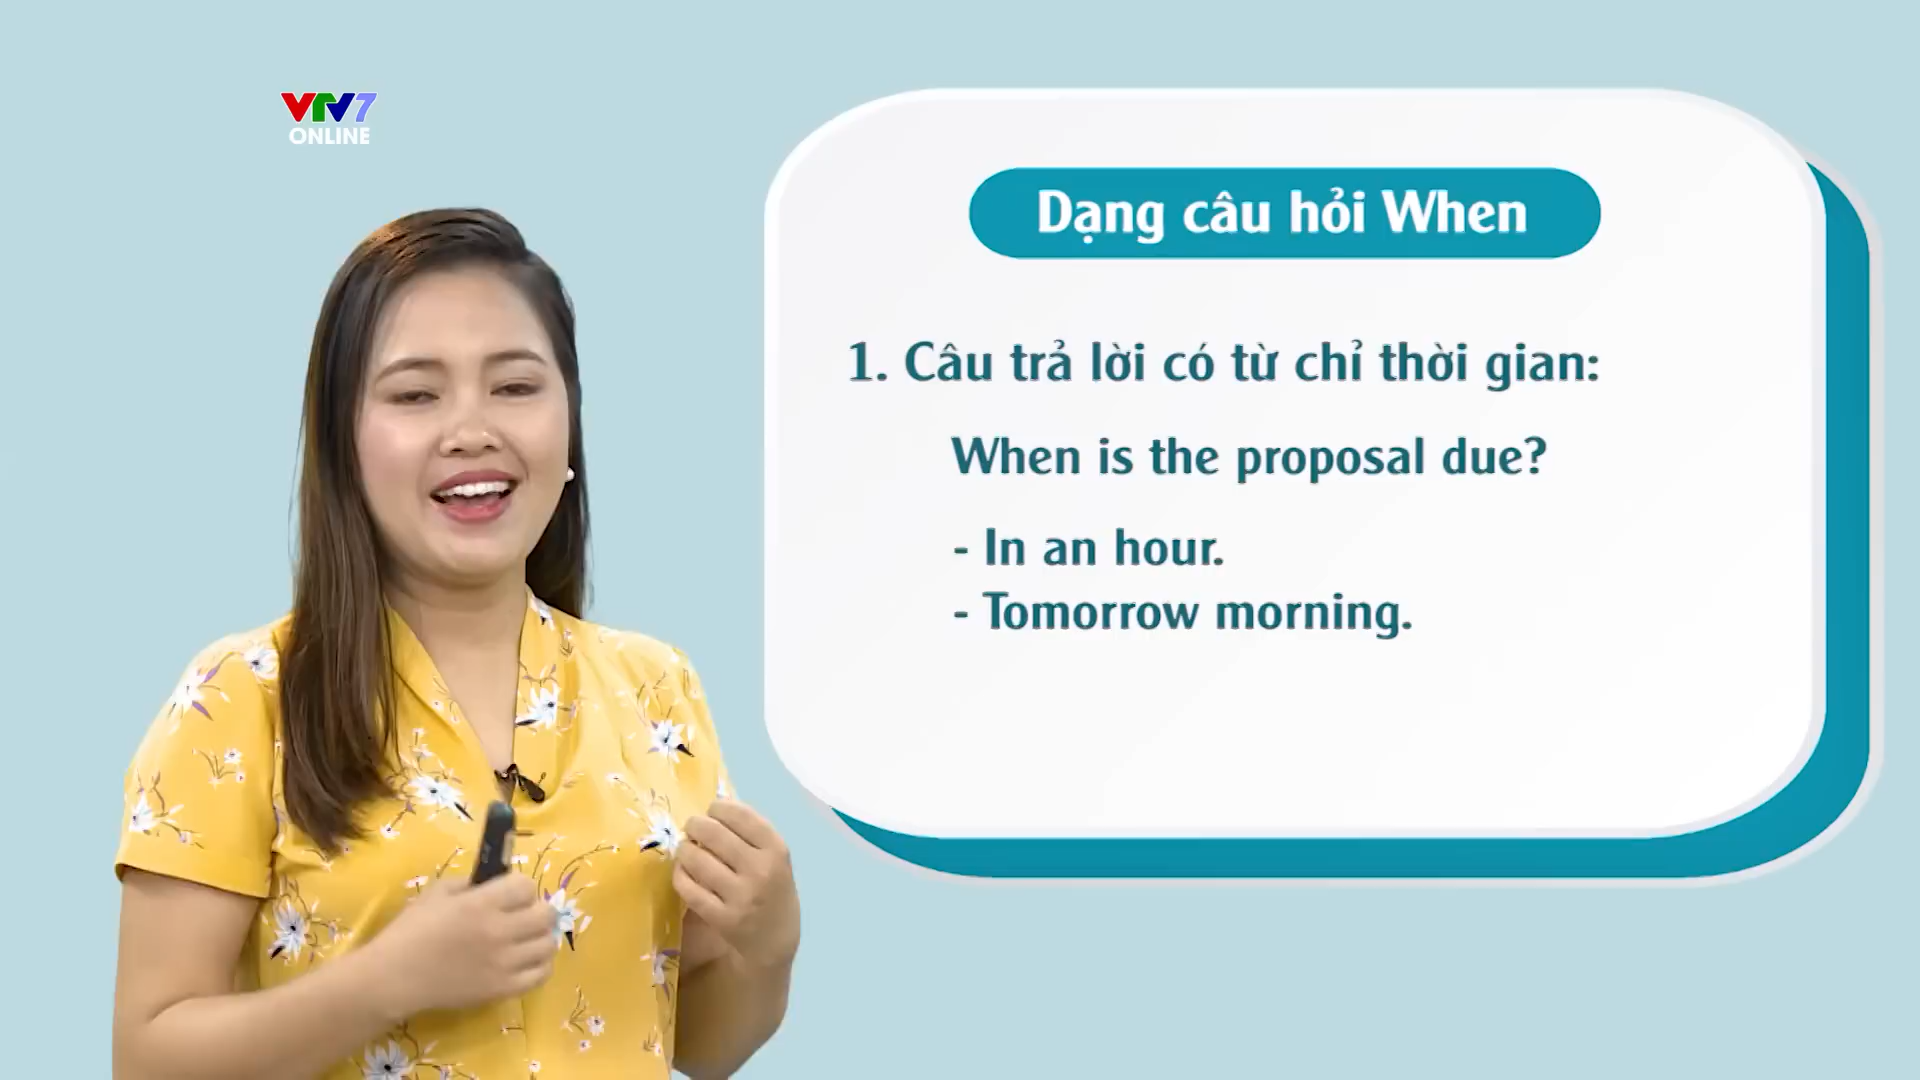 VTV7
ONLINE
Dạng câu hỏi When
1. Câu trả lời có từ chỉ thời gian:
When is the proposal due?
- In an hour.
- Tomorrow morning.